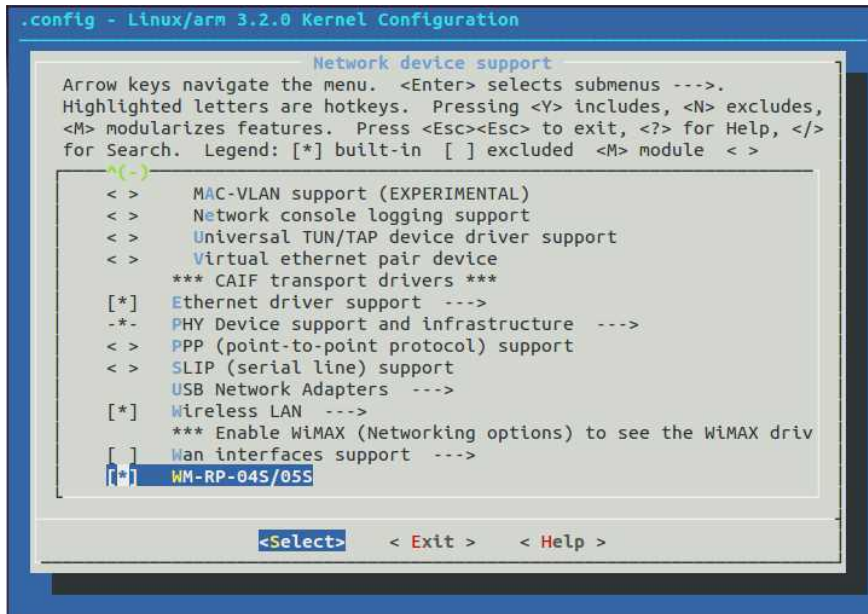 .config - Linux/arm 3.2.0 Kernel Configuration
Network device support
Arrow keys navigate the menu. <Enter> selects submenus --->.
Highlighted letters are hotkeys. Pressing <Y> includes, <N> excludes,
<M> modularizes features. Press <Esc><Esc> to exit, <?> for Help, </>
for Search. Legend: [*] built-in [ ] excluded <M> module < >
^(-)
< > MAC-VLAN support (EXPERIMENTAL)
< > Network console logging support
< > Universal TUN/TAP device driver support
< > Virtual ethernet pair device
*** CAIF transport drivers ***
[*] Ethernet driver support --->
-*- PHY Device support and infrastructure --->
< > PPP (point-to-point protocol) support
< > SLIP (serial line) support
USB Network Adapters --->
[*] Wireless LAN --->
*** Enable WiMAX (Networking options) to see the WiMAX driv
[ ] Wan interfaces support --->
[*] WM-RP-04S/05S
<Select> < Exit > < Help >